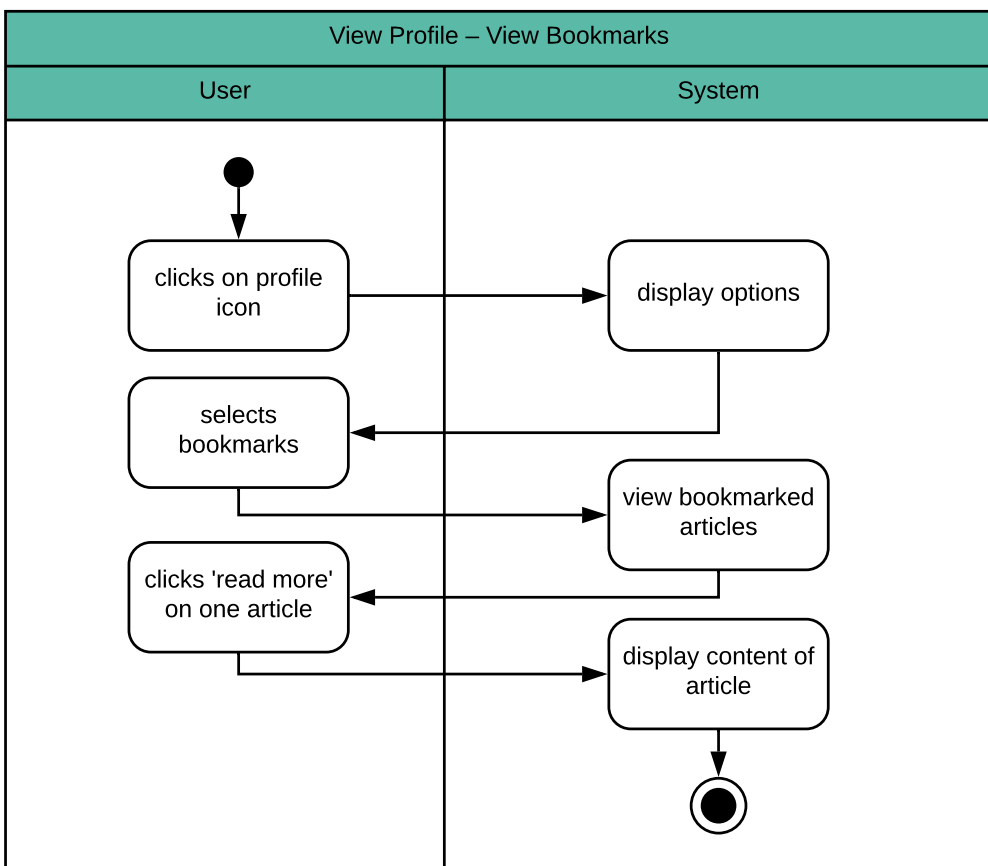 View Profile – View Bookmarks
User
System
clicks on profile
icon
display options
selects
bookmarks
view bookmarked
articles
clicks 'read more'
on one article
display content of
article